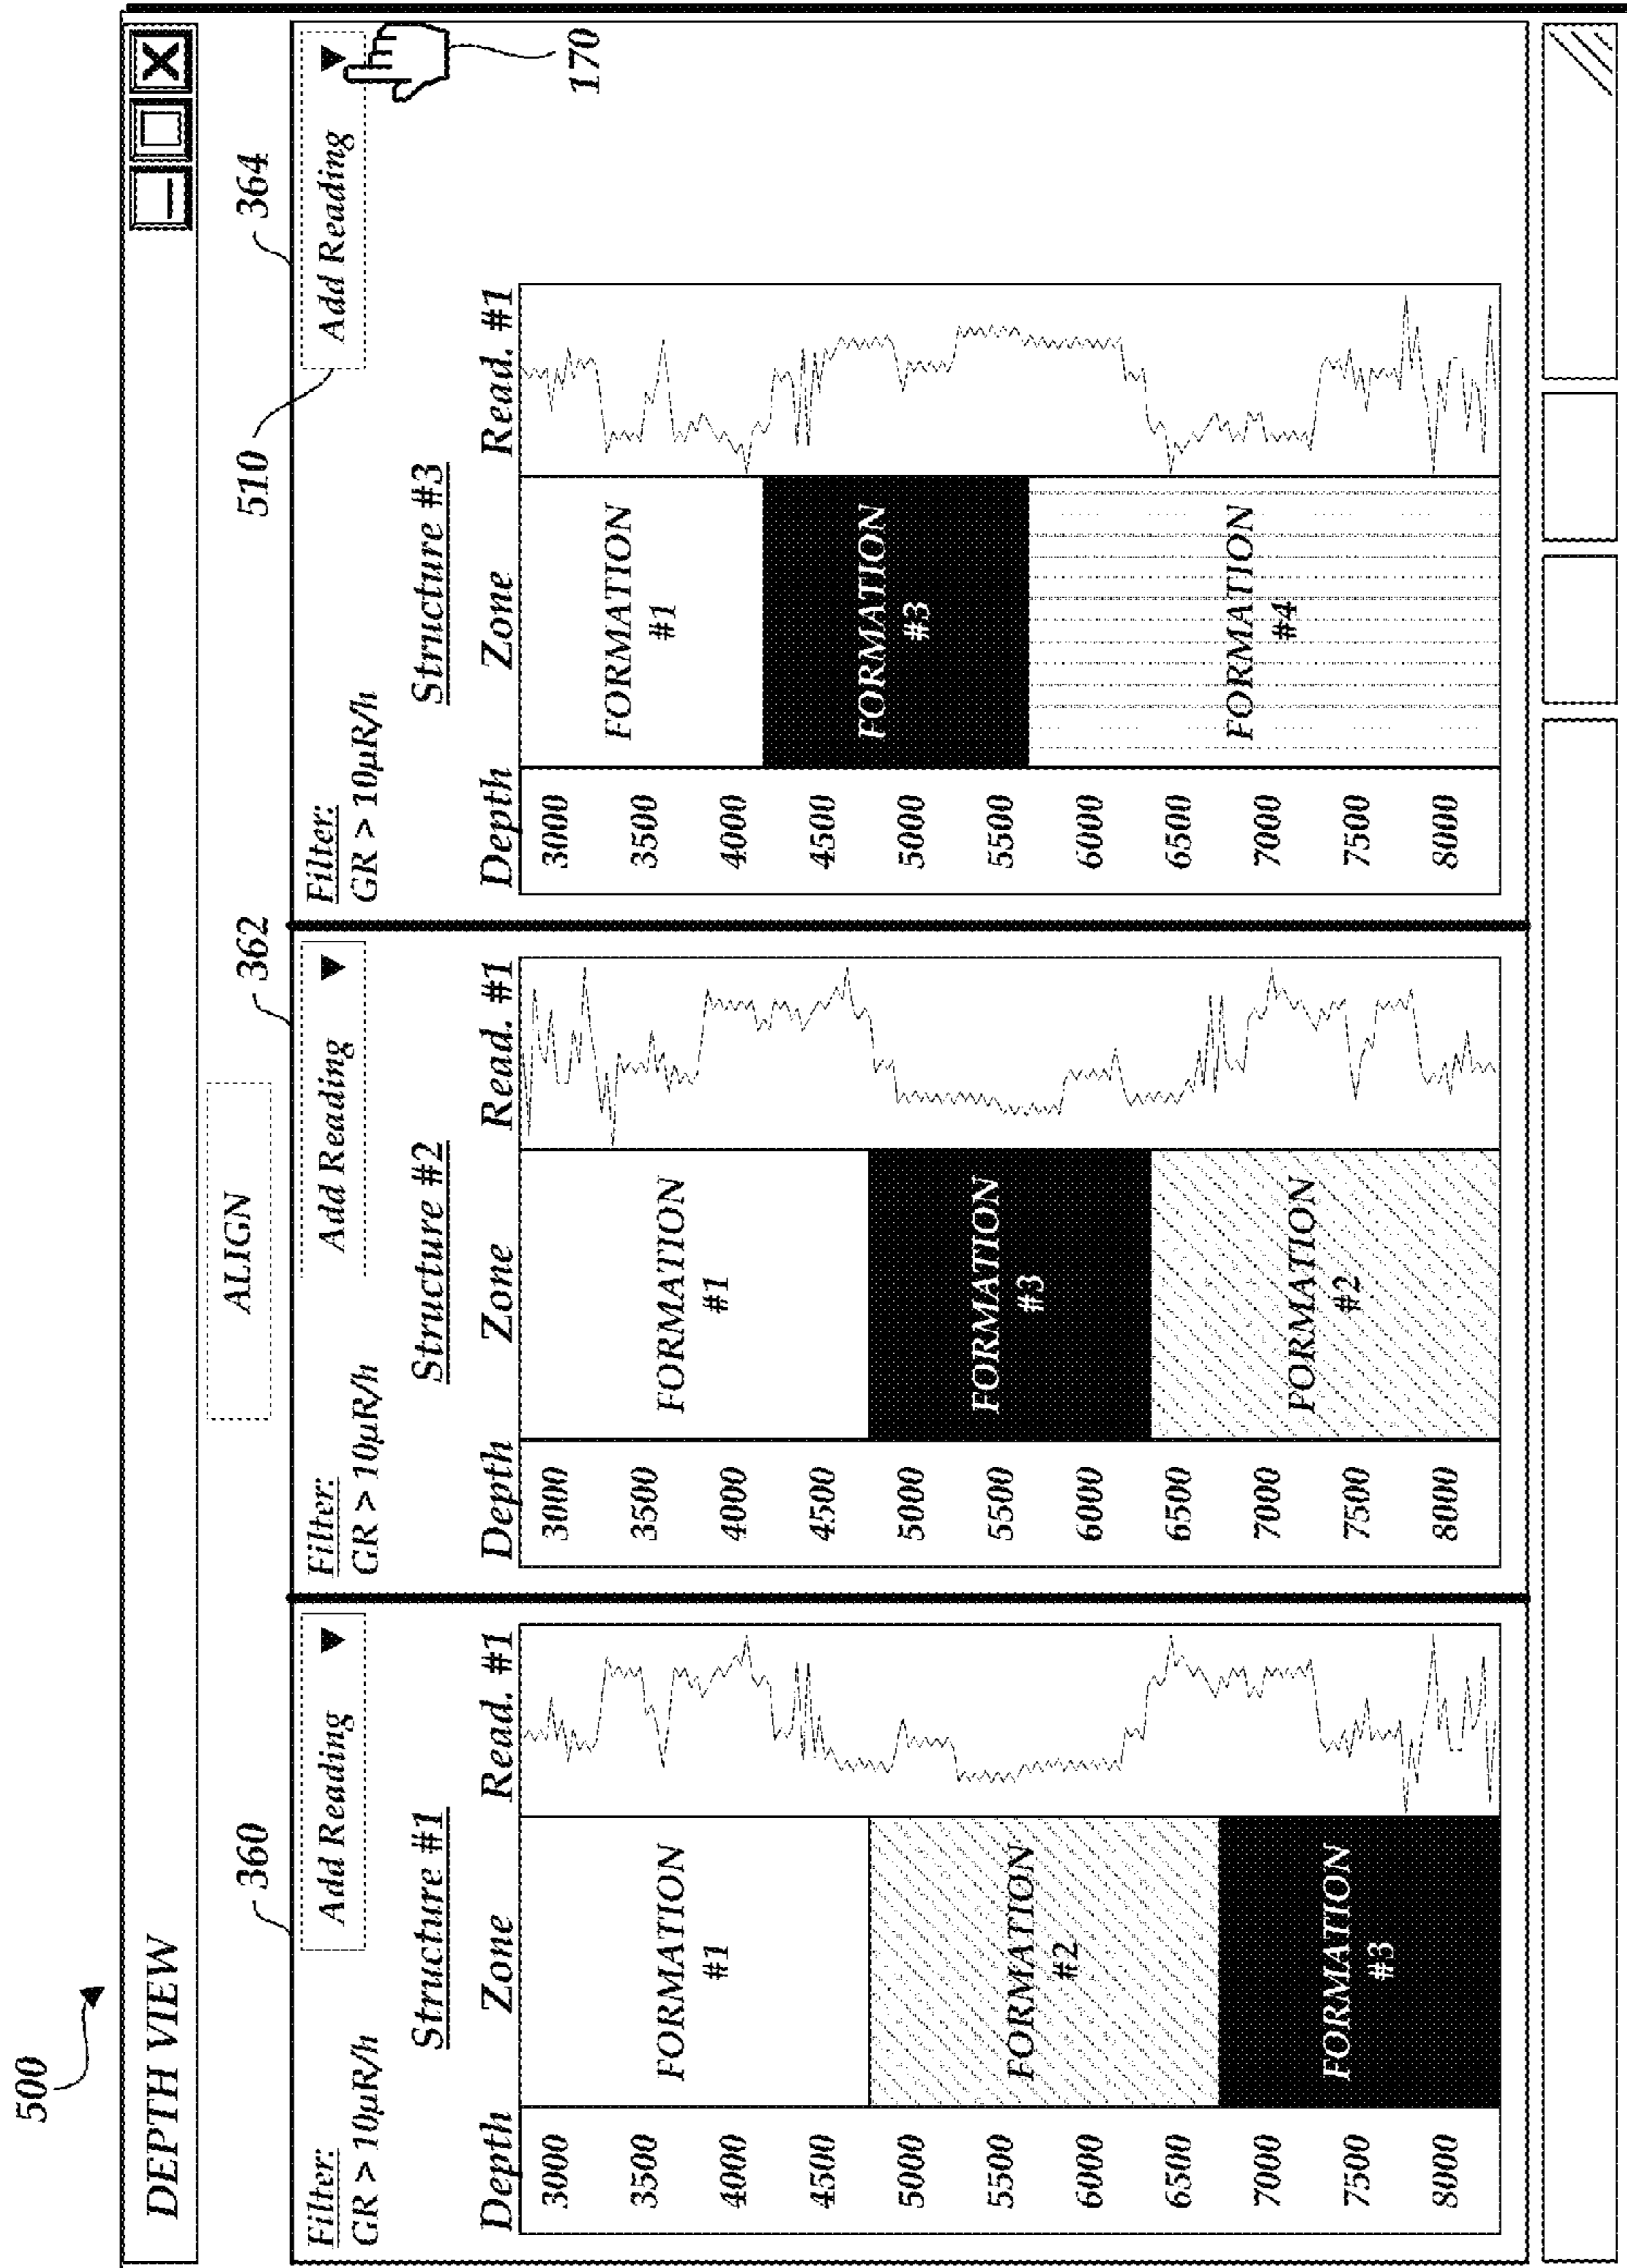 500
DEPTH VIEW
ALIGN
360
362
510
364
170
Filter:
GR > 10µR/h
Add Reading
Structure #1
Depth Zone Read. #1
3000
3500
4000
4500
5000
5500
6000
6500
7000
7500
8000
FORMATION
#1
FORMATION
#2
FORMATION
#3
Filter:
GR > 10µR/h
Add Reading
Structure #2
Depth Zone Read. #1
3000
3500
4000
4500
5000
5500
6000
6500
7000
7500
8000
FORMATION
#1
FORMATION
#3
FORMATION
#2
Filter:
GR > 10µR/h
Add Reading
Structure #3
Depth Zone Read. #1
3000
3500
4000
4500
5000
5500
6000
6500
7000
7500
8000
FORMATION
#1
FORMATION
#3
FORMATION
#4